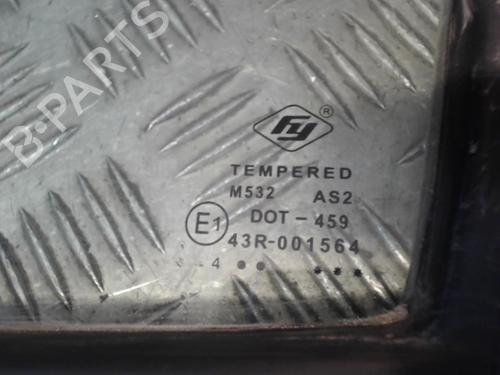 B-PARTS
FY ®
TEMPERED
M532 AS2
DOT-459
E1 43R-001564
4 ●● ●●●